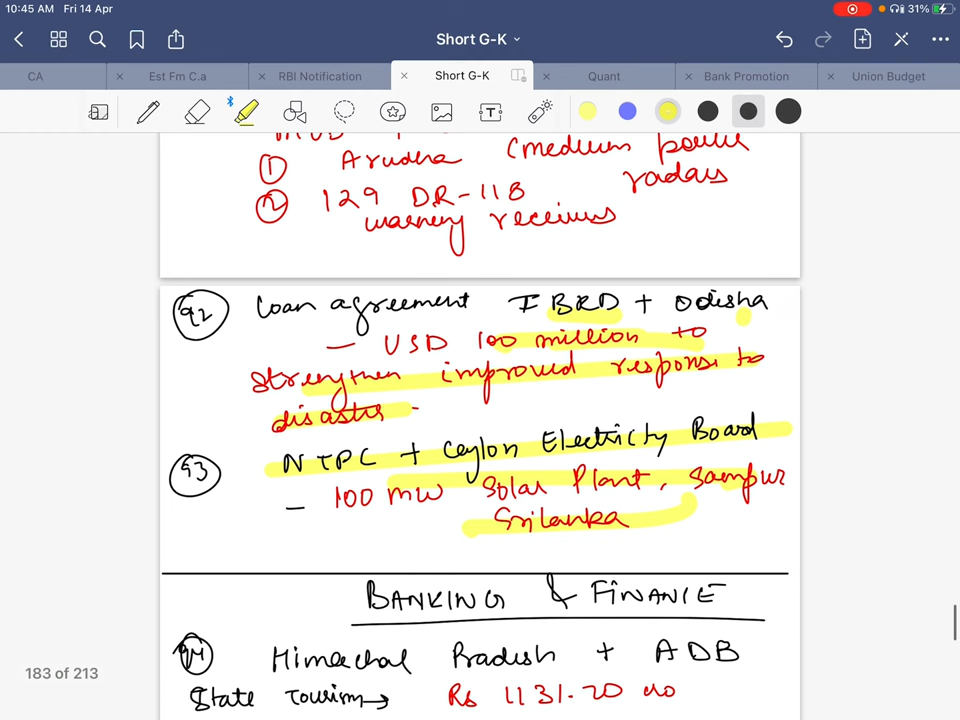 10:45 AM Fri 14 Apr
31%
Short G-K
CA
Est Fm C.a
RBI Notification
Short G-K
Quant
Bank Promotion
Union Budget
① Arudhra (medium power
radars
② 129 DR-118
warning receivers
92 Loan agreement IBRD + Odisha
— USD 100 million to
strengthen improved response to
disaster.
93 NTPC + Ceylon Electricity Board
— 100 MW Solar Plant, Sampur
Srilanka
BANKING & FINANCE
94 Himachal Pradesh + ADB
State Tourism → Rs 1131.20
183 of 213